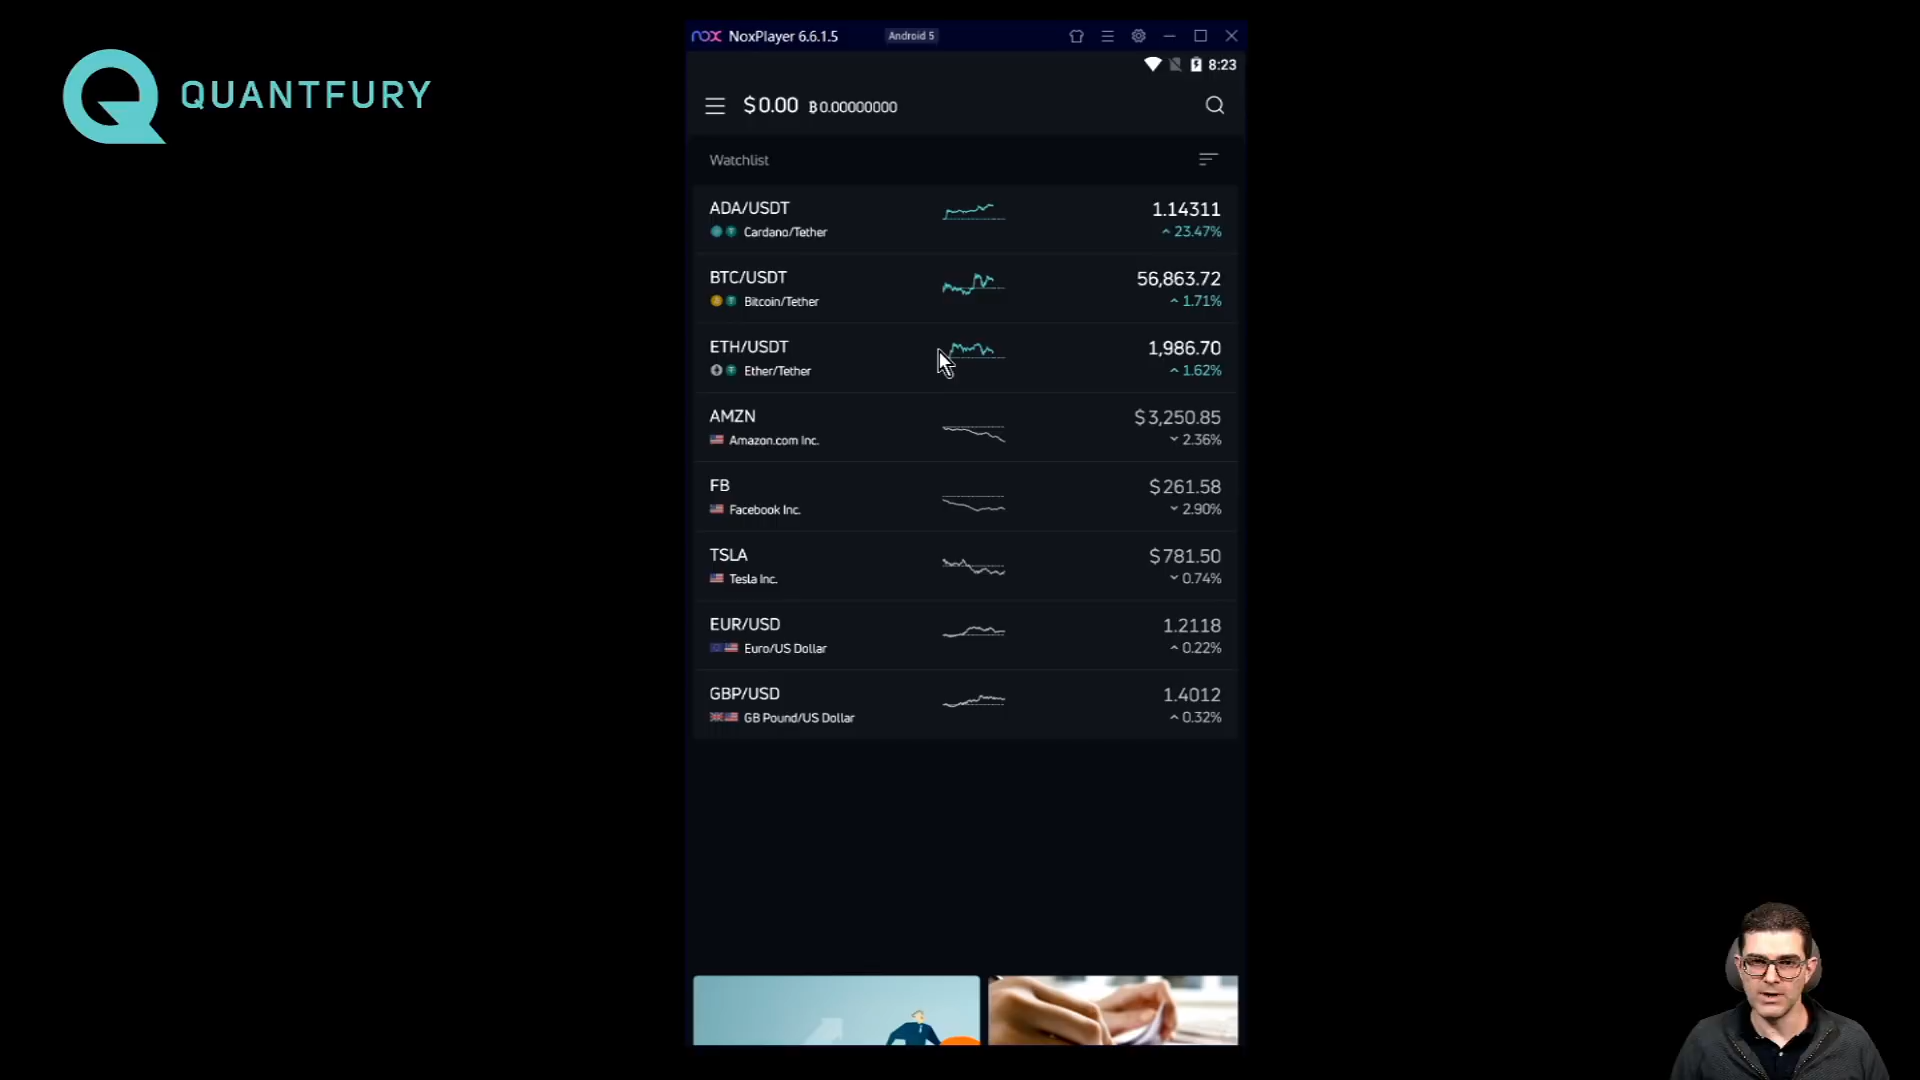 QUANTFURY
nox NoxPlayer 6.6.1.5 Android 5
8:23
$0.00 ₿0.00000000
Watchlist
ADA/USDT 1.14311
Cardano/Tether 23.47%
BTC/USDT 56,863.72
Bitcoin/Tether 1.71%
ETH/USDT 1,986.70
Ether/Tether 1.62%
AMZN $3,250.85
Amazon.com Inc. 2.36%
FB $261.58
Facebook Inc. 2.90%
TSLA $781.50
Tesla Inc. 0.74%
EUR/USD 1.2118
Euro/US Dollar 0.22%
GBP/USD 1.4012
GB Pound/US Dollar 0.32%